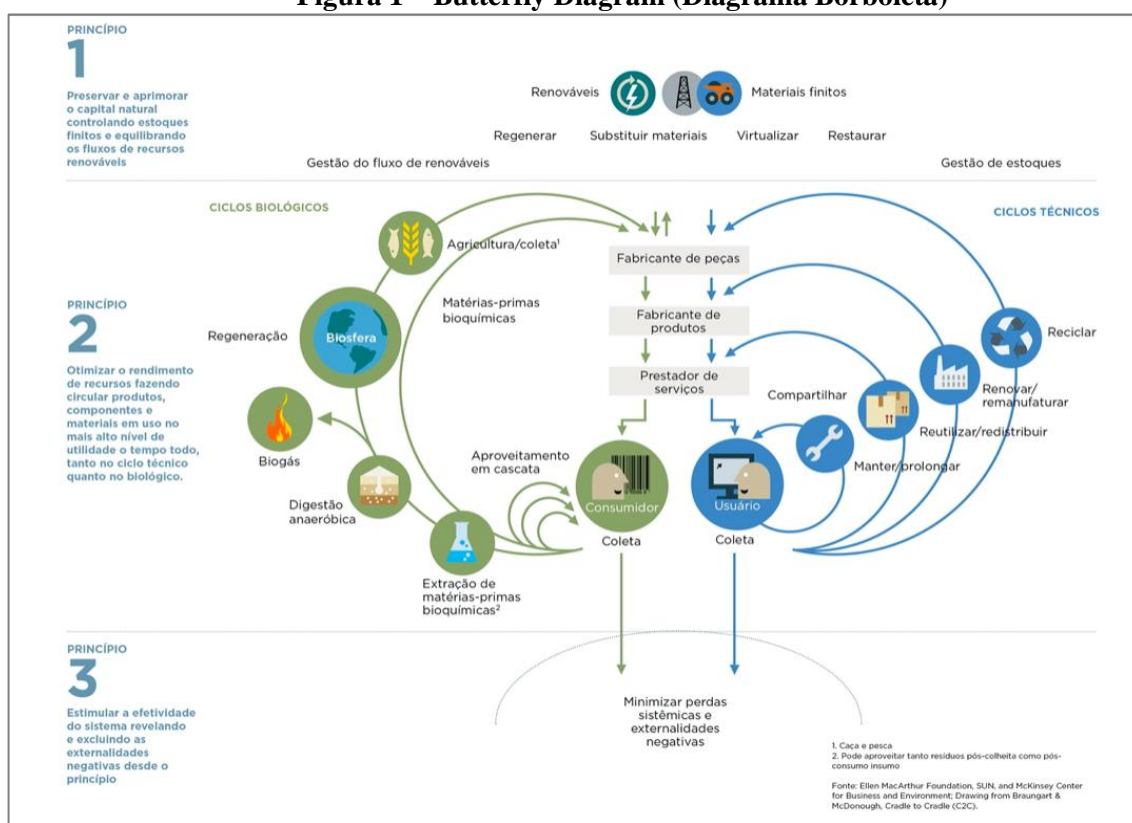 Figura 1 – Butterfly Diagram (Diagrama Borboleta)
PRINCÍPIO
1
Preservar e aprimorar
o capital natural
controlando estoques
finitos e equilibrando
os fluxos de recursos
renováveis
Renováveis
Materiais finitos
Regenerar
Substituir materiais
Virtualizar
Restaurar
Gestão do fluxo de renováveis
Gestão de estoques
PRINCÍPIO
2
Otimizar o rendimento
de recursos fazendo
circular produtos,
componentes e
materiais em uso no
mais alto nível de
utilidade o tempo todo,
tanto no ciclo técnico
quanto no biológico.
CICLOS BIOLÓGICOS
CICLOS TÉCNICOS
Agricultura/coleta¹
Matérias-primas
bioquímicas
Regeneração
Biosfera
Biogás
Digestão
anaeróbica
Extração de
matérias-primas
bioquímicas²
Aproveitamento
em cascata
Fabricante de peças
Fabricante de
produtos
Prestador de
serviços
Consumidor
Coleta
Usuário
Coleta
Compartilhar
Manter/prolongar
Reutilizar/redistribuir
Renovar/
remanufaturar
Reciclar
PRINCÍPIO
3
Estimular a efetividade
do sistema revelando
e excluindo as
externalidades
negativas desde o
princípio
Minimizar perdas
sistêmicas e
externalidades
negativas
1. Caça e pesca
2. Pode aproveitar tanto resíduos pós-colheita como pós-
consumo insumo
Fonte: Ellen MacArthur Foundation, SUN, and McKinsey Center
for Business and Environment; Drawing from Braungart &
McDonough, Cradle to Cradle (C2C).